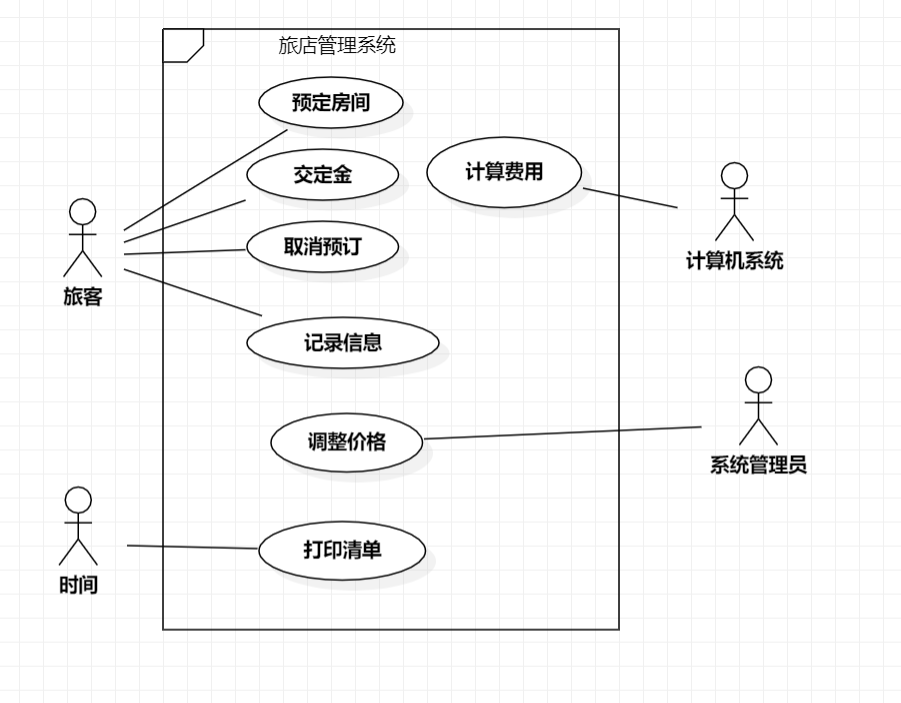 旅店管理系统
预定房间
交定金
计算费用
取消预订
计算机系统
旅客
记录信息
调整价格
系统管理员
打印清单
时间